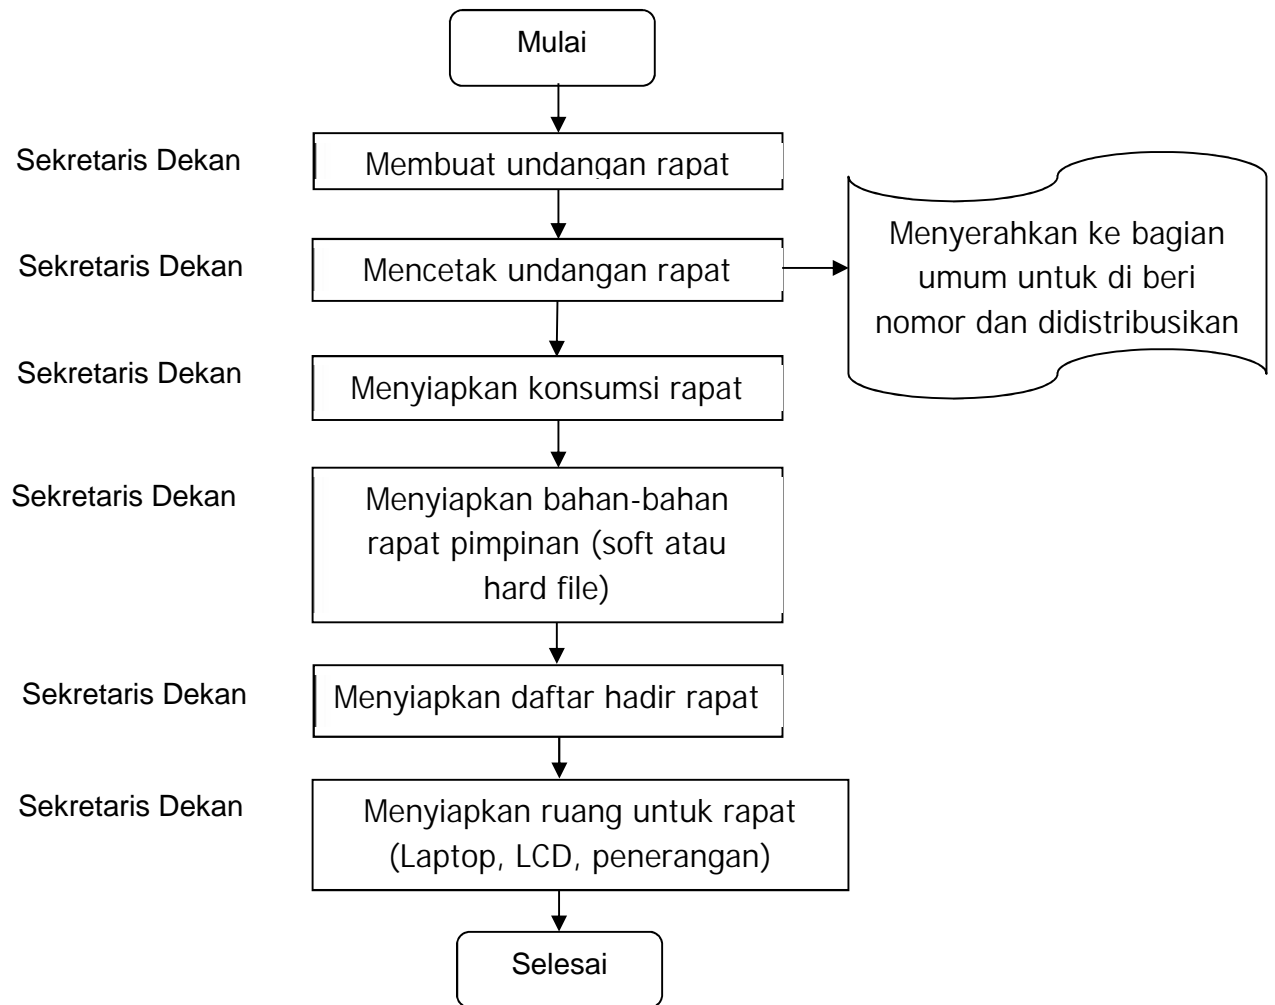 Mulai
Sekretaris Dekan
Membuat undangan rapat
Sekretaris Dekan
Mencetak undangan rapat
Menyerahkan ke bagian
umum untuk di beri
nomor dan didistribusikan
Sekretaris Dekan
Menyiapkan konsumsi rapat
Sekretaris Dekan
Menyiapkan bahan-bahan
rapat pimpinan (soft atau
hard file)
Sekretaris Dekan
Menyiapkan daftar hadir rapat
Sekretaris Dekan
Menyiapkan ruang untuk rapat
(Laptop, LCD, penerangan)
Selesai